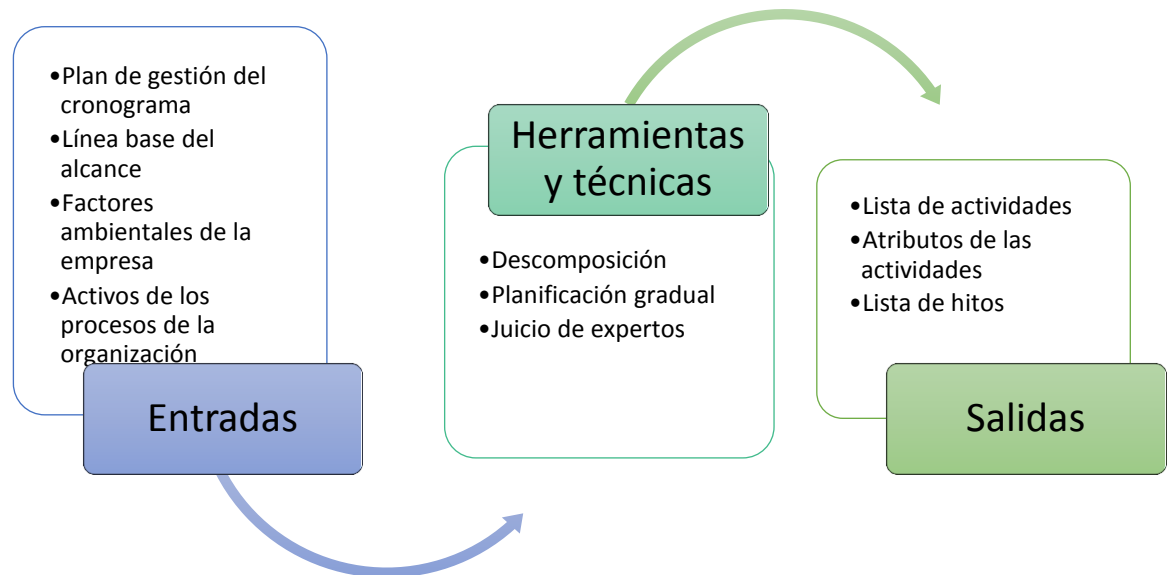 •Plan de gestión del
cronograma
•Línea base del
alcance
•Factores
ambientales de la
empresa
•Activos de los
procesos de la
organización
Entradas
Herramientas
y técnicas
•Descomposición
•Planificación gradual
•Juicio de expertos
•Lista de actividades
•Atributos de las
actividades
•Lista de hitos
Salidas